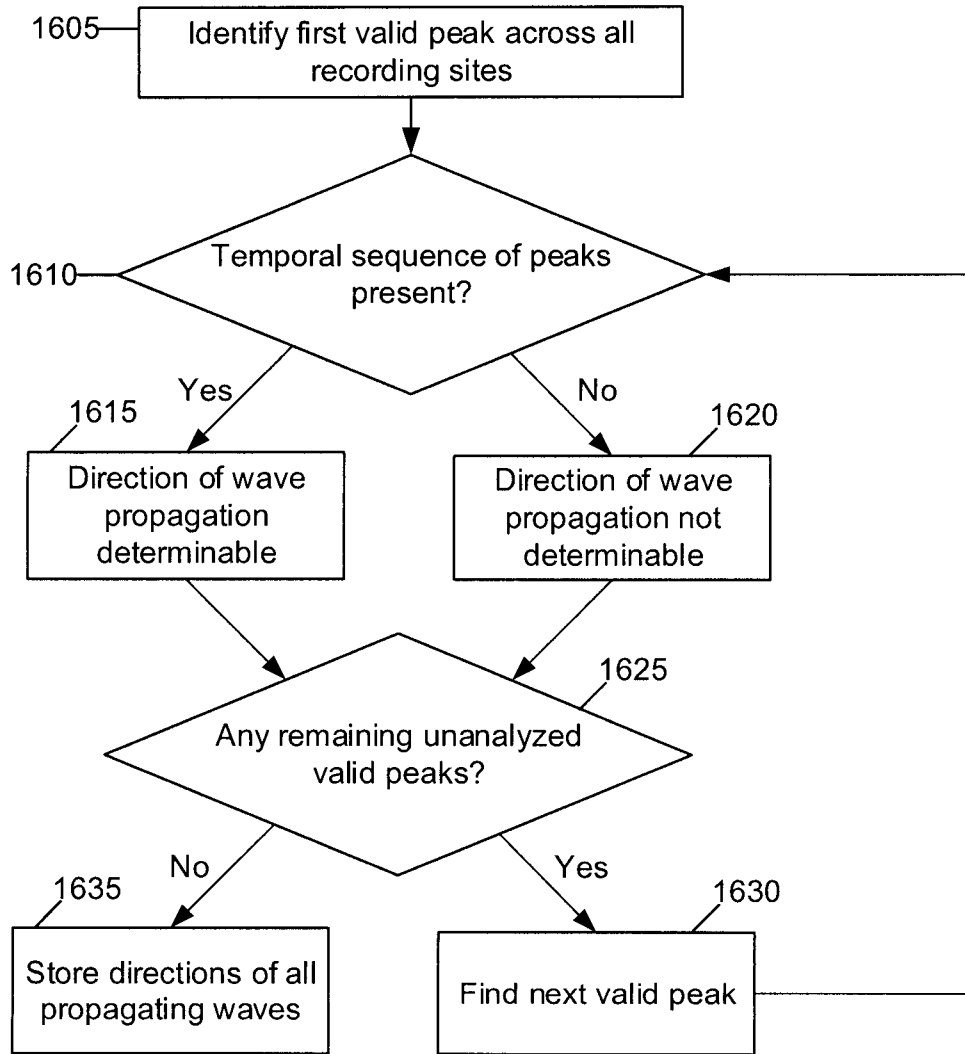 1605
Identify first valid peak across all
recording sites
1610
Temporal sequence of peaks
present?
Yes
No
1615
1620
Direction of wave
propagation
determinable
Direction of wave
propagation not
determinable
1625
Any remaining unanalyzed
valid peaks?
No
Yes
1635
1630
Store directions of all
propagating waves
Find next valid peak